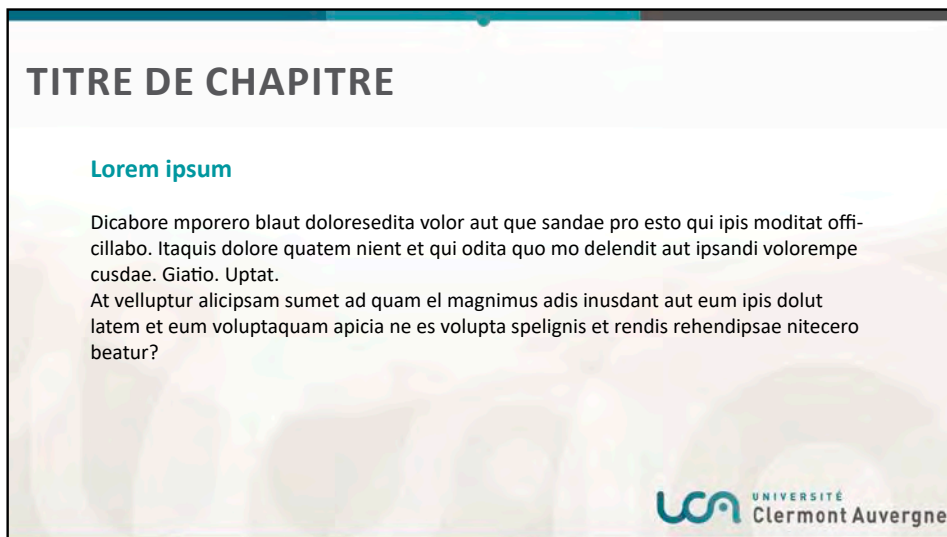 TITRE DE CHAPITRE
Lorem ipsum
Dicabore mporero blaut doloresedita volor aut que sandae pro esto qui ipis moditat offi-
cillabo. Itaquis dolore quatem nient et qui odita quo mo delendit aut ipsandi volorempe
cusdae. Giatio. Uptat.
At velluptur alicipsam sumet ad quam el magnimus adis inusdant aut eum ipis dolut
latem et eum voluptaquam apicia ne es volupta spelignis et rendis rehendipsae nitecero
beatur?
UCA UNIVERSITÉ
Clermont Auvergne